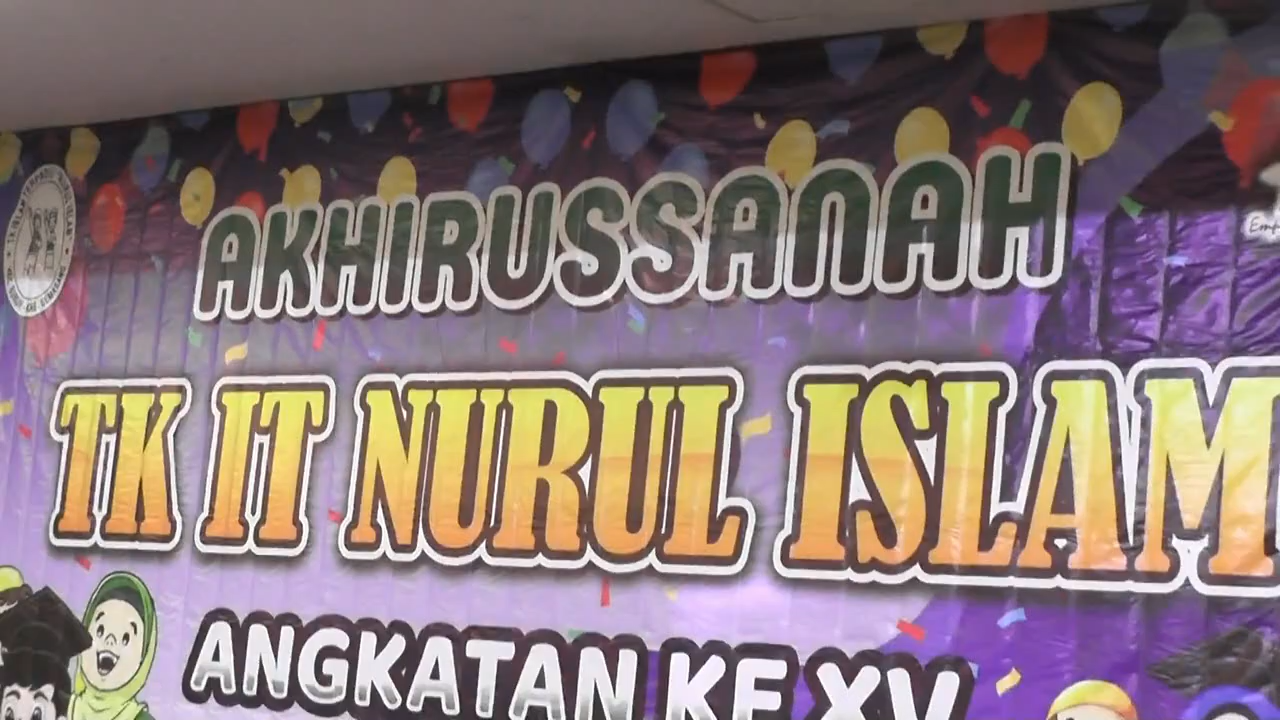 AKHIRUSSANAH
TK IT NURUL ISLAM
ANGKATAN KE XV